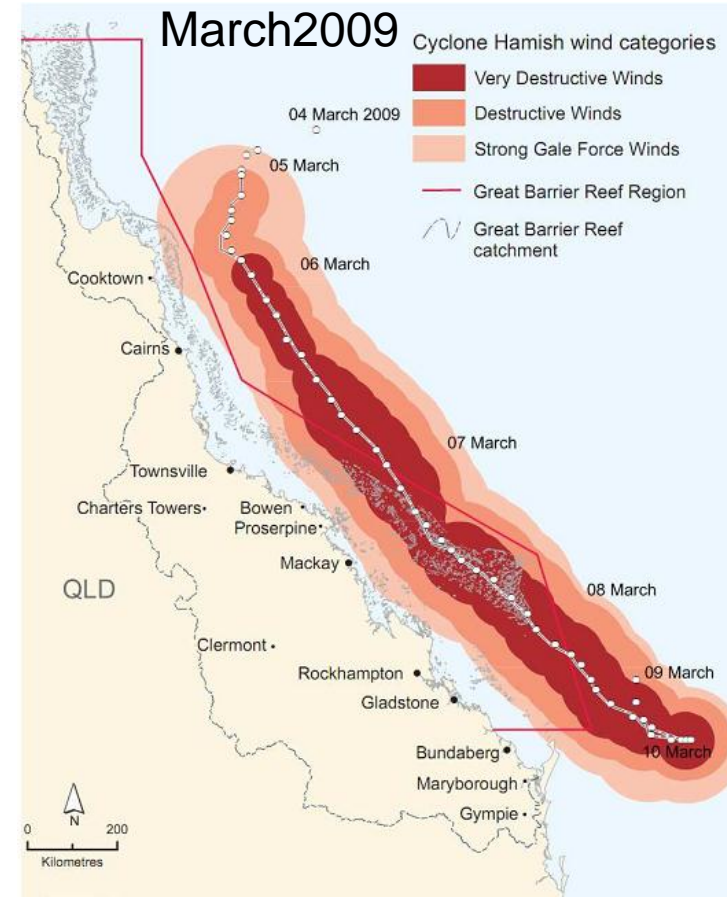 March2009
Cyclone Hamish wind categories
Very Destructive Winds
Destructive Winds
Strong Gale Force Winds
Great Barrier Reef Region
Great Barrier Reef
catchment
04 March 2009
05 March
06 March
Cooktown
Cairns
07 March
Townsville
Charters Towers
Bowen
Proserpine
Mackay
QLD
08 March
Clermont
Rockhampton
09 March
Gladstone
10 March
Bundaberg
Maryborough
Gympie
N
0 200
Kilometres